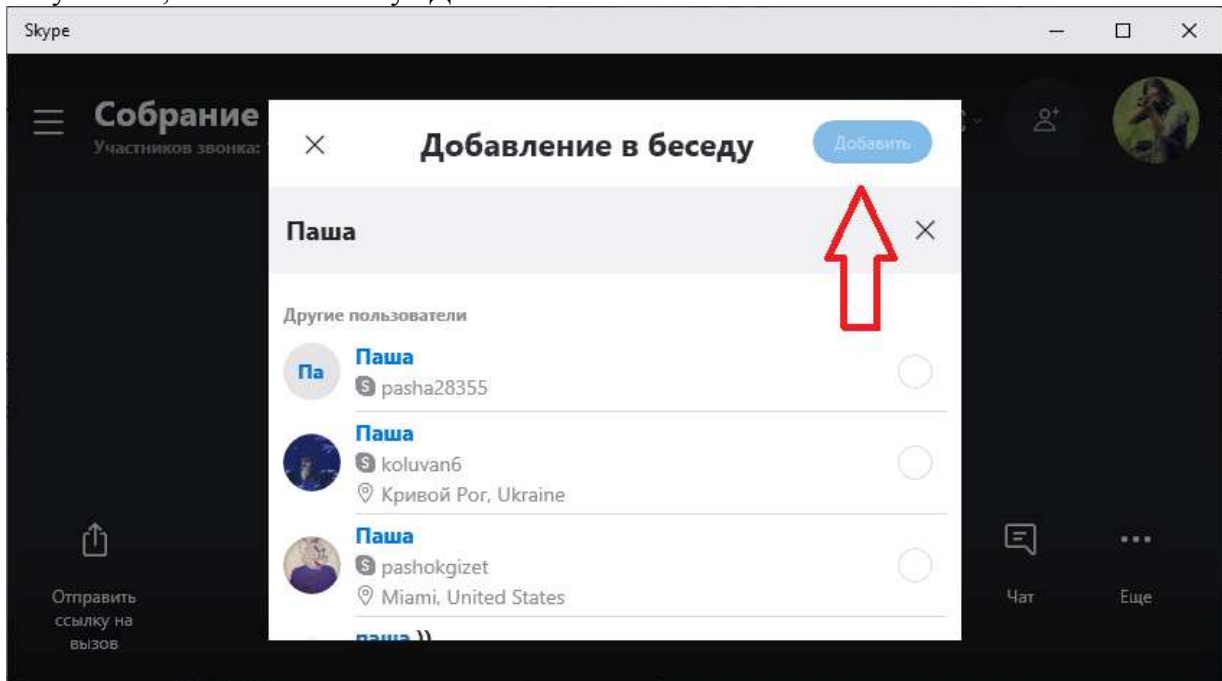 Skype
Собрание
Участников звонка:
Добавление в беседу
Добавить
Паша
Другие пользователи
Па
Паша
pasha28355
Паша
koluvan6
Кривой Рог, Ukraine
Паша
pashokgizet
Miami, United States
паша ))
Отправить
ссылку на
вызов
Чат
Еще